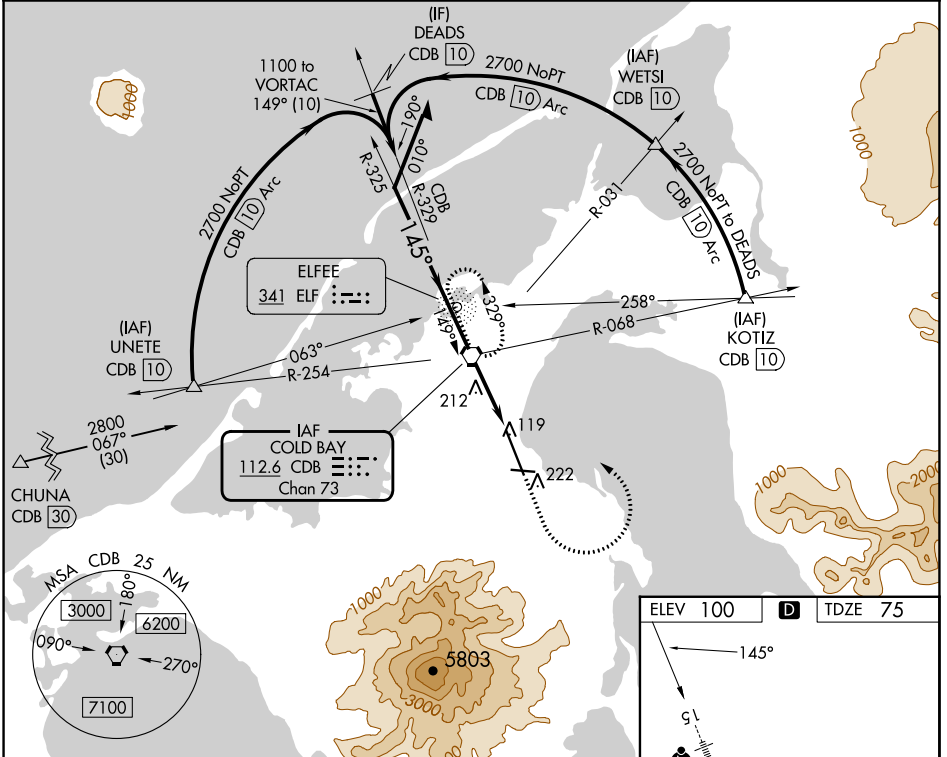 (IF)
DEADS
CDB 10
1100 to
VORTAC
149° (10)
2700 NoPT
CDB 10 Arc
(IAF)
WETSI
CDB 10
1000
190°
010°
R-325
CDB
R-329
2700 NoPT
CDB 10 Arc
R-031
2700 NoPT to DEADS
CDB 10 Arc
1000
145°
ELFEE
341 ELF
329°
149°
258°
R-068
(IAF)
KOTIZ
CDB 10
(IAF)
UNETE
CDB 10
063°
R-254
212
119
222
2800
067°
(30)
CHUNA
CDB 30
IAF
COLD BAY
112.6 CDB
Chan 73
1000
2000
MSA CDB 25 NM
3000
180°
6200
090°
270°
7100
1000
5803
3000
ELEV 100 D TDZE 75
145°
15